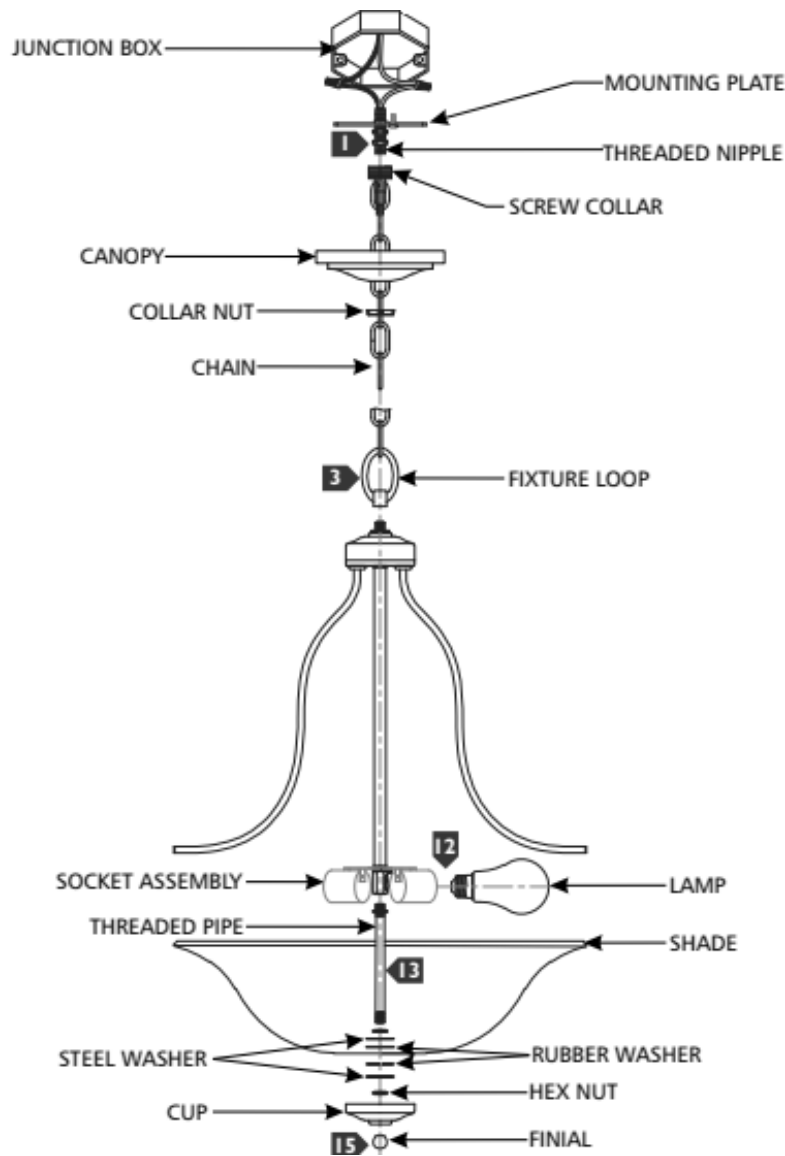 JUNCTION BOX
MOUNTING PLATE
1
THREADED NIPPLE
SCREW COLLAR
CANOPY
COLLAR NUT
CHAIN
3
FIXTURE LOOP
12
SOCKET ASSEMBLY
LAMP
THREADED PIPE
SHADE
13
STEEL WASHER
RUBBER WASHER
HEX NUT
CUP
15
FINIAL